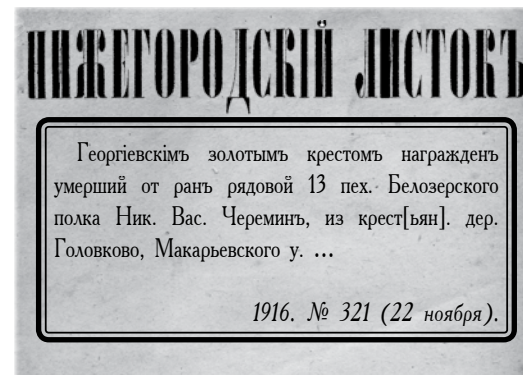 НИЖЕГОРОДСКІЙ ЛИСТОКЪ
Георгіевскімъ золотымъ крестомъ награжденъ
умерший от ранъ рядовой 13 пех. Белозерского
полка Ник. Вас. Череминъ, из крест[ьян]. дер.
Головково, Макарьевского у. ...
1916. № 321 (22 ноября).